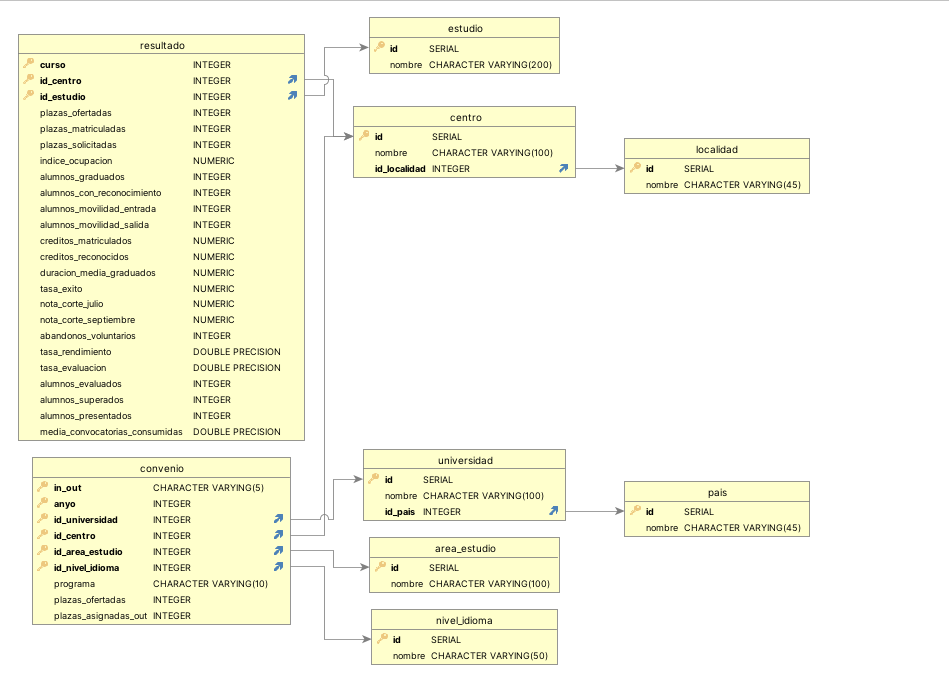 resultado
curso INTEGER
id_centro INTEGER
id_estudio INTEGER
plazas_ofertadas INTEGER
plazas_matriculadas INTEGER
plazas_solicitadas INTEGER
indice_ocupacion NUMERIC
alumnos_graduados INTEGER
alumnos_con_reconocimiento INTEGER
alumnos_movilidad_entrada INTEGER
alumnos_movilidad_salida INTEGER
creditos_matriculados NUMERIC
creditos_reconocidos NUMERIC
duracion_media_graduados NUMERIC
tasa_exito NUMERIC
nota_corte_julio NUMERIC
nota_corte_septiembre NUMERIC
abandonos_voluntarios INTEGER
tasa_rendimiento DOUBLE PRECISION
tasa_evaluacion DOUBLE PRECISION
alumnos_evaluados INTEGER
alumnos_superados INTEGER
alumnos_presentados INTEGER
media_convocatorias_consumidas DOUBLE PRECISION
estudio
id SERIAL
nombre CHARACTER VARYING(200)
centro
id SERIAL
nombre CHARACTER VARYING(100)
id_localidad INTEGER
localidad
id SERIAL
nombre CHARACTER VARYING(45)
convenio
in_out CHARACTER VARYING(5)
anyo INTEGER
id_universidad INTEGER
id_centro INTEGER
id_area_estudio INTEGER
id_nivel_idioma INTEGER
programa CHARACTER VARYING(10)
plazas_ofertadas INTEGER
plazas_asignadas_out INTEGER
universidad
id SERIAL
nombre CHARACTER VARYING(100)
id_pais INTEGER
pais
id SERIAL
nombre CHARACTER VARYING(45)
area_estudio
id SERIAL
nombre CHARACTER VARYING(100)
nivel_idioma
id SERIAL
nombre CHARACTER VARYING(50)